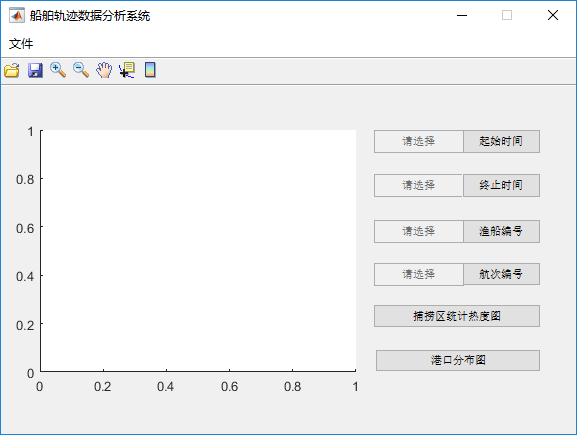 船舶轨迹数据分析系统
文件
请选择 起始时间
请选择 终止时间
请选择 渔船编号
请选择 航次编号
捕捞区统计热度图
港口分布图
1
0.8
0.6
0.4
0.2
0
0 0.2 0.4 0.6 0.8 1